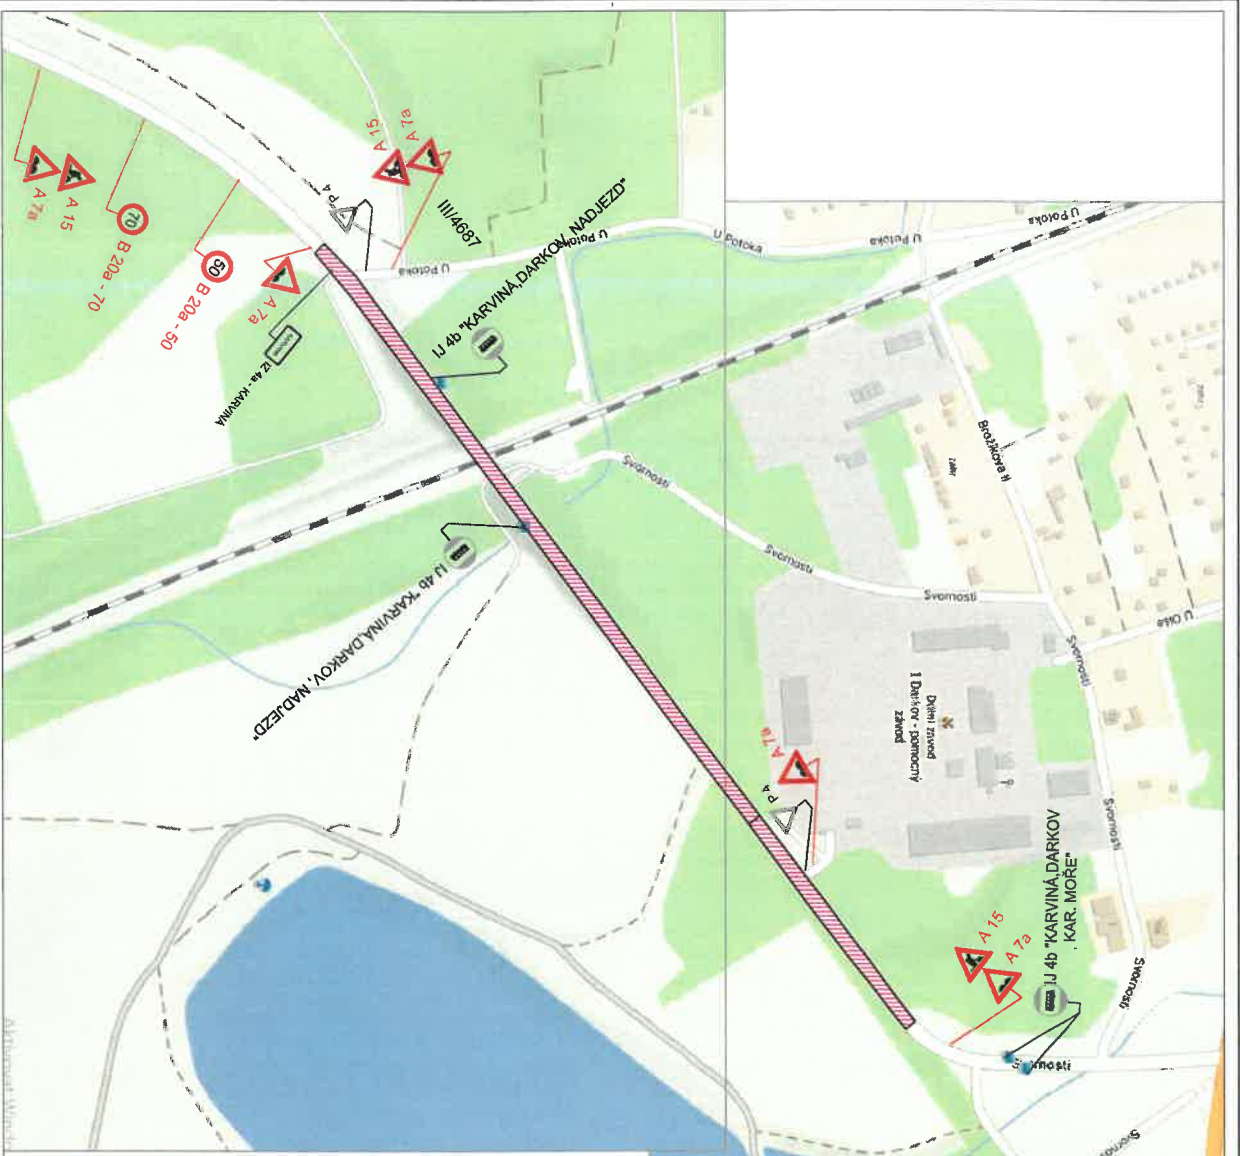 A 7a
A 15
70
B 20a - 70
50
B 20a - 50
A 7a
IZ 4a - KARVINÁ
P 4
A 15
A 7a
III/4687
U Potoka
U Potoka
U Potoka
U Potoka
U Potoka
IJ 4b "KARVINÁ,DARKOV, NADJEZD"
IJ 4b "KARVINÁ,DARKOV, NADJEZD"
Svornosti
Svornosti
Svornosti
Svornosti
Svornosti
Svornosti
Svornosti
Svornosti
U Olše
Důlní závod
1 Darkov - pomocný
závod
A 7a
P 4
A 15
A 7a
IJ 4b "KARVINÁ,DARKOV
, KAR. MOŘE"